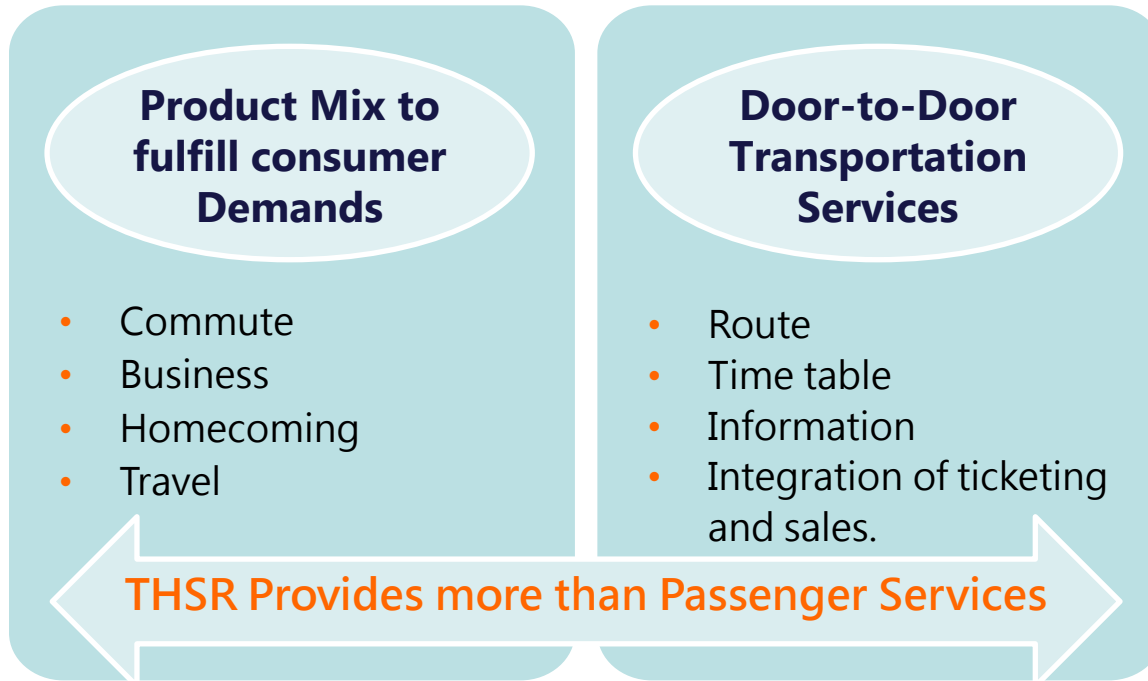 Product Mix to
fulfill consumer
Demands
• Commute
• Business
• Homecoming
• Travel
Door-to-Door
Transportation
Services
• Route
• Time table
• Information
• Integration of ticketing
and sales.
THSR Provides more than Passenger Services